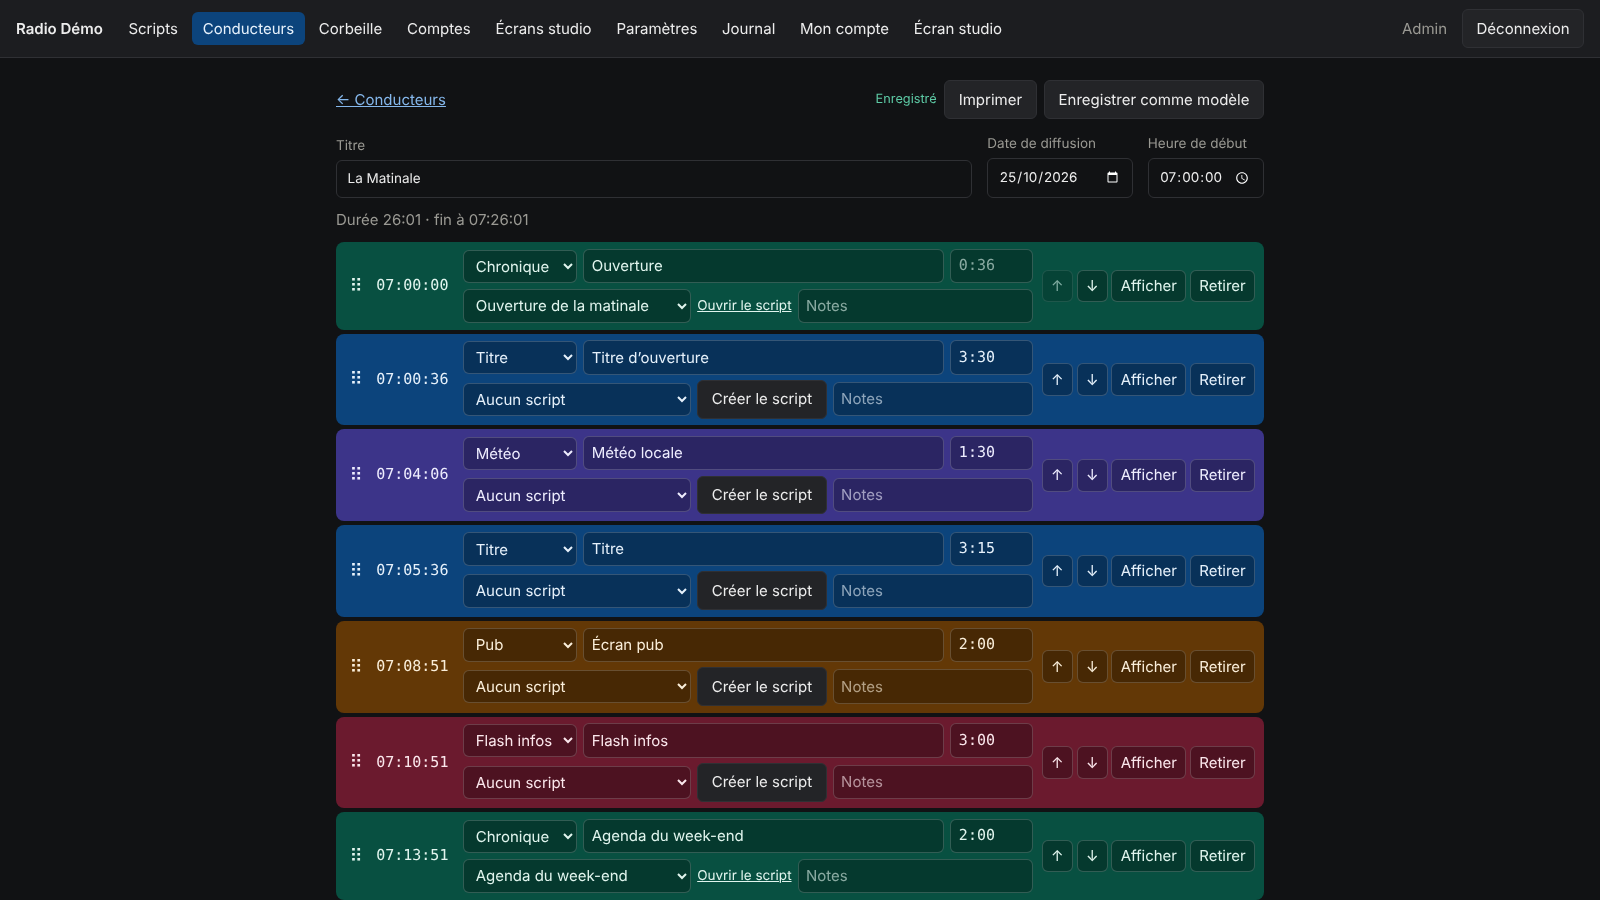 Radio Démo Scripts Conducteurs Corbeille Comptes Écrans studio Paramètres Journal Mon compte Écran studio Admin Déconnexion
← Conducteurs Enregistré Imprimer Enregistrer comme modèle
Titre Date de diffusion Heure de début
La Matinale 25/10/2026 07:00:00
Durée 26:01 · fin à 07:26:01
07:00:00 Chronique Ouverture 0:36 ↑ ↓ Afficher Retirer
Ouverture de la matinale Ouvrir le script Notes
07:00:36 Titre Titre d’ouverture 3:30 ↑ ↓ Afficher Retirer
Aucun script Créer le script Notes
07:04:06 Météo Météo locale 1:30 ↑ ↓ Afficher Retirer
Aucun script Créer le script Notes
07:05:36 Titre Titre 3:15 ↑ ↓ Afficher Retirer
Aucun script Créer le script Notes
07:08:51 Pub Écran pub 2:00 ↑ ↓ Afficher Retirer
Aucun script Créer le script Notes
07:10:51 Flash infos Flash infos 3:00 ↑ ↓ Afficher Retirer
Aucun script Créer le script Notes
07:13:51 Chronique Agenda du week-end 2:00 ↑ ↓ Afficher Retirer
Agenda du week-end Ouvrir le script Notes